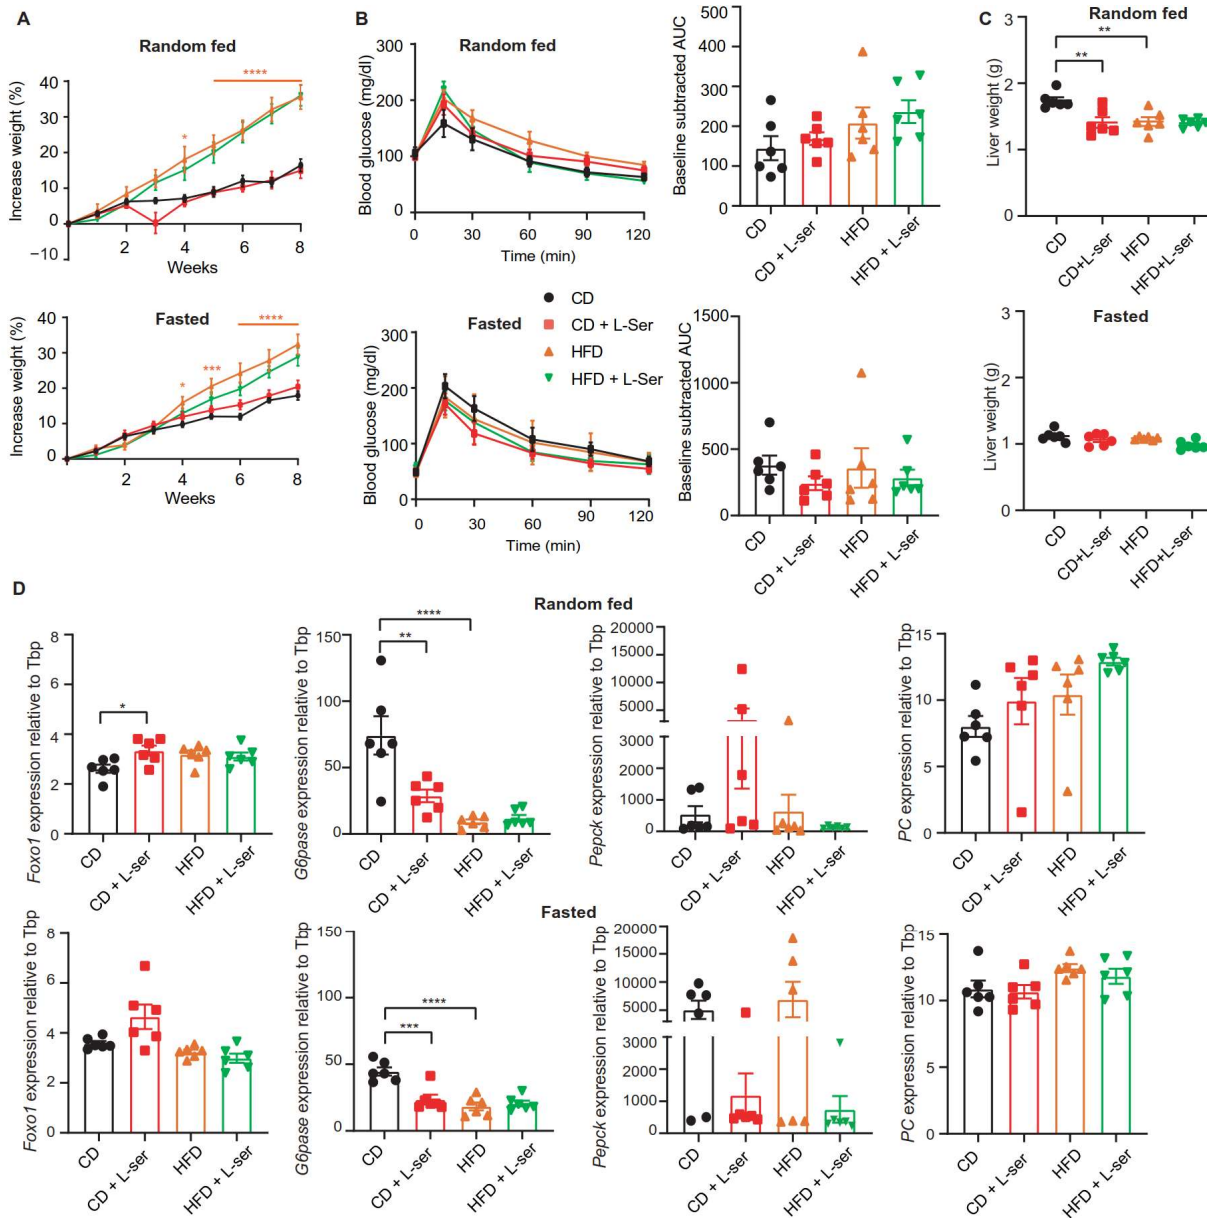 A
Random fed
Increase weight (%)
40
30
20
10
0
−10
2
4
6
8
Weeks
****
*
Fasted
Increase weight (%)
40
30
20
10
0
2
4
6
8
Weeks
*
***
****
B
Random fed
Blood glucose (mg/dl)
300
200
100
0
0
30
60
90
120
Time (min)
Baseline subtracted AUC
500
400
300
200
100
0
CD
CD + L-ser
HFD
HFD + L-Ser
CD
CD + L-Ser
HFD
HFD + L-Ser
Fasted
Blood glucose (mg/dl)
300
200
100
0
0
30
60
90
120
Time (min)
Baseline subtracted AUC
1500
1000
500
0
CD
CD + L-ser
HFD
HFD + L-Ser
C
Random fed
Liver weight (g)
3
2
1
0
**
**
CD
CD+L-ser
HFD
HFD+L-Ser
Fasted
Liver weight (g)
3
2
1
0
CD
CD+L-ser
HFD
HFD+L-Ser
D
Random fed
Foxo1 expression relative to Tbp
8
6
4
2
0
*
CD
CD + L-ser
HFD
HFD + L-ser
G6pase expression relative to Tbp
150
100
50
0
****
**
CD
CD + L-ser
HFD
HFD + L-ser
Pepck expression relative to Tbp
20000
15000
10000
5000
3000
2000
1000
0
CD
CD + L-ser
HFD
HFD + L-ser
PC expression relative to Tbp
15
10
5
0
CD
CD + L-ser
HFD
HFD + L-ser
Fasted
Foxo1 expression relative to Tbp
8
6
4
2
0
CD
CD + L-ser
HFD
HFD + L-ser
G6pase expression relative to Tbp
150
100
50
0
****
***
CD
CD + L-ser
HFD
HFD + L-ser
Pepck expression relative to Tbp
20000
15000
10000
5000
3000
2000
1000
0
CD
CD + L-ser
HFD
HFD + L-ser
PC expression relative to Tbp
15
10
5
0
CD
CD + L-ser
HFD
HFD + L-ser